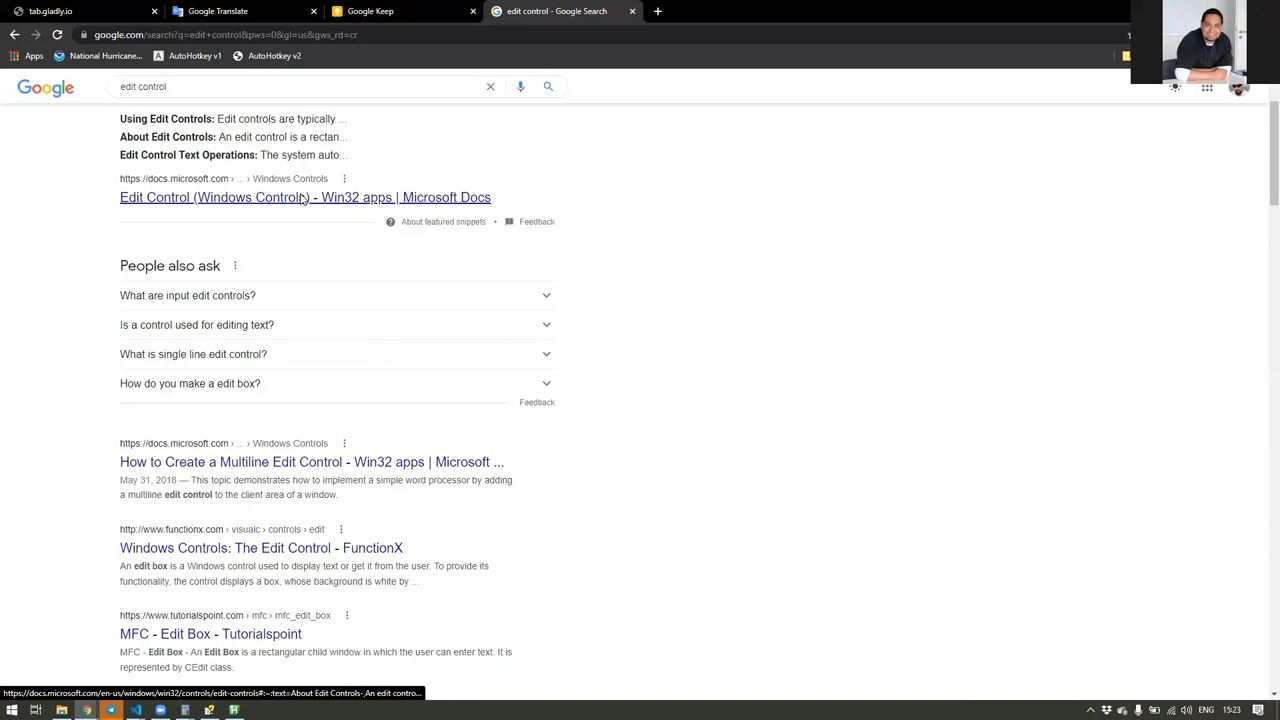 tab.gladly.io
Google Translate
Google Keep
edit control - Google Search
google.com/search?q=edit+control&pws=0&gl=us&gws_rd=cr
Apps
National Hurricane...
AutoHotkey v1
AutoHotkey v2
Google
edit control
Using Edit Controls: Edit controls are typically ...
About Edit Controls: An edit control is a rectan...
Edit Control Text Operations: The system auto...
https://docs.microsoft.com › ... › Windows Controls
Edit Control (Windows Controls) - Win32 apps | Microsoft Docs
About featured snippets • Feedback
People also ask
What are input edit controls?
Is a control used for editing text?
What is single line edit control?
How do you make a edit box?
Feedback
https://docs.microsoft.com › ... › Windows Controls
How to Create a Multiline Edit Control - Win32 apps | Microsoft ...
May 31, 2018 — This topic demonstrates how to implement a simple word processor by adding
a multiline edit control to the client area of a window.
http://www.functionx.com › visualc › controls › edit
Windows Controls: The Edit Control - FunctionX
An edit box is a Windows control used to display text or get it from the user. To provide its
functionality, the control displays a box, whose background is white by ...
https://www.tutorialspoint.com › mfc › mfc_edit_box
MFC - Edit Box - Tutorialspoint
MFC - Edit Box - An Edit Box is a rectangular child window in which the user can enter text. It is
represented by CEdit class.
https://docs.microsoft.com/en-us/windows/win32/controls/edit-controls#:~:text=About Edit Controls-,An edit contro...
ENG
15:23